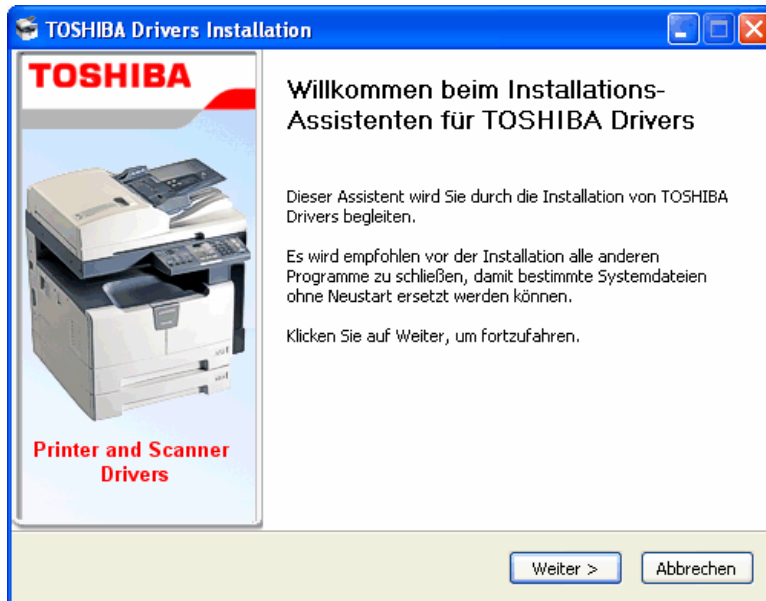 TOSHIBA Drivers Installation
TOSHIBA
Willkommen beim Installations-
Assistenten für TOSHIBA Drivers
Dieser Assistent wird Sie durch die Installation von TOSHIBA
Drivers begleiten.
Es wird empfohlen vor der Installation alle anderen
Programme zu schließen, damit bestimmte Systemdateien
ohne Neustart ersetzt werden können.
Klicken Sie auf Weiter, um fortzufahren.
Printer and Scanner
Drivers
Weiter >
Abbrechen